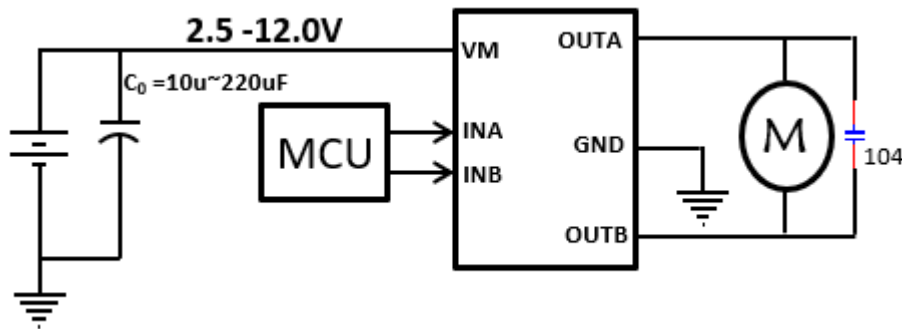 2.5 -12.0V
C₀ =10u~220uF
VM
OUTA
MCU
INA
INB
GND
OUTB
M
104